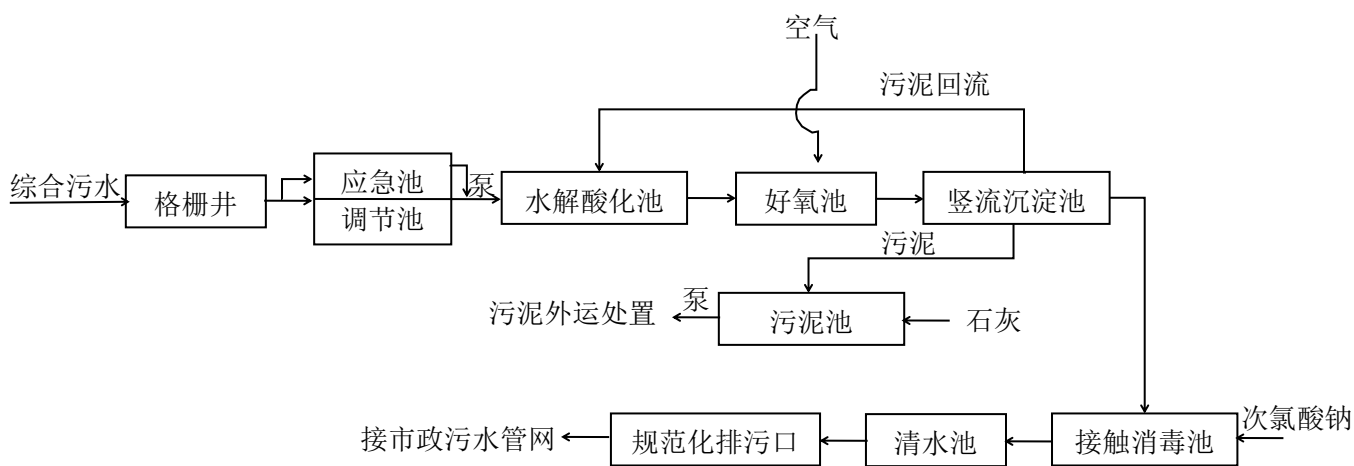 空气
污泥回流
综合污水
格栅井
应急池
调节池
泵
水解酸化池
好氧池
竖流沉淀池
污泥
污泥外运处置
泵
污泥池
石灰
接市政污水管网
规范化排污口
清水池
接触消毒池
次氯酸钠